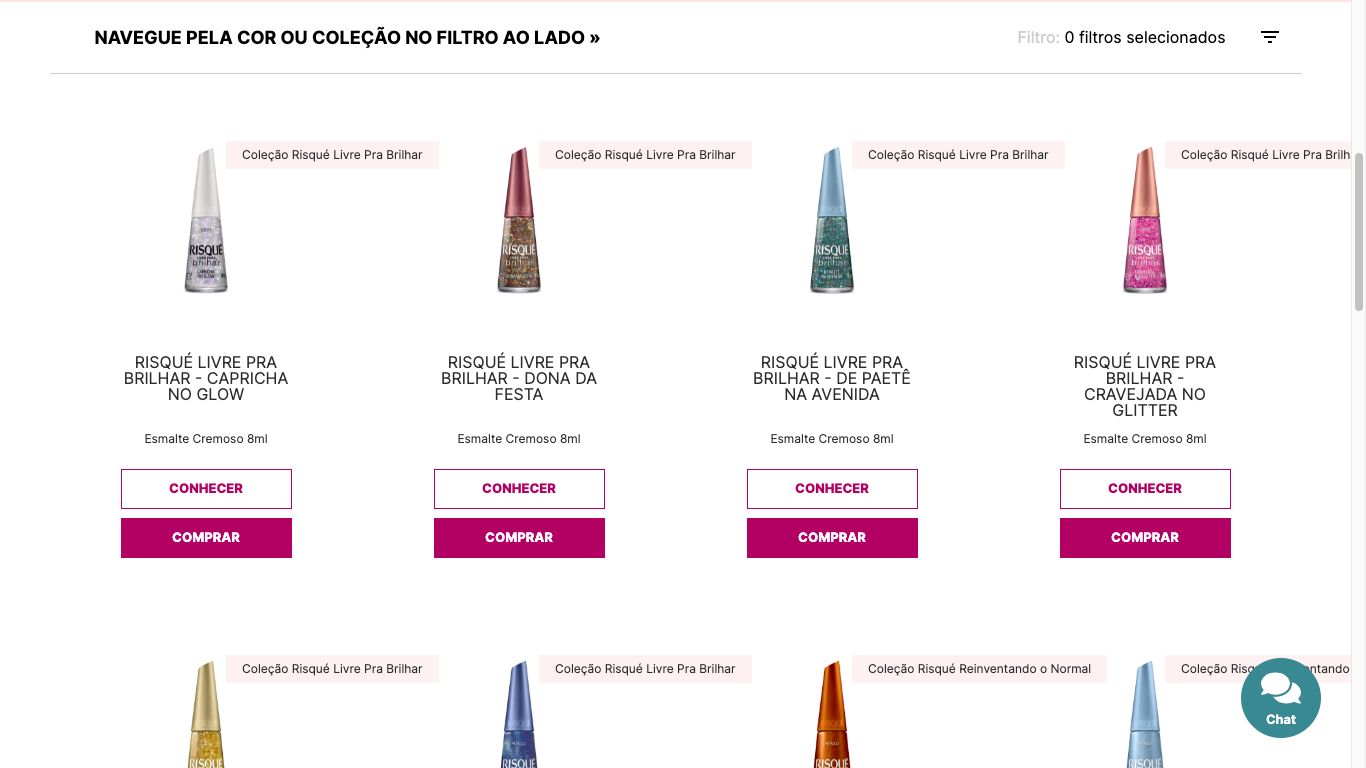 NAVEGUE PELA COR OU COLEÇÃO NO FILTRO AO LADO »
Filtro: 0 filtros selecionados
Coleção Risqué Livre Pra Brilhar
Coleção Risqué Livre Pra Brilhar
Coleção Risqué Livre Pra Brilhar
Coleção Risqué Livre Pra Brilh
RISQUÉ
brilhar
RISQUÉ
brilhar
RISQUÉ
brilhar
RISQUÉ
brilhar
RISQUÉ LIVRE PRA
BRILHAR - CAPRICHA
NO GLOW
RISQUÉ LIVRE PRA
BRILHAR - DONA DA
FESTA
RISQUÉ LIVRE PRA
BRILHAR - DE PAETÊ
NA AVENIDA
RISQUÉ LIVRE PRA
BRILHAR -
CRAVEJADA NO
GLITTER
Esmalte Cremoso 8ml
Esmalte Cremoso 8ml
Esmalte Cremoso 8ml
Esmalte Cremoso 8ml
CONHECER
CONHECER
CONHECER
CONHECER
COMPRAR
COMPRAR
COMPRAR
COMPRAR
Coleção Risqué Livre Pra Brilhar
Coleção Risqué Livre Pra Brilhar
Coleção Risqué Reinventando o Normal
Coleção
RISQUÉ
RISQUÉ
RISQUÉ
RISQUÉ
Chat